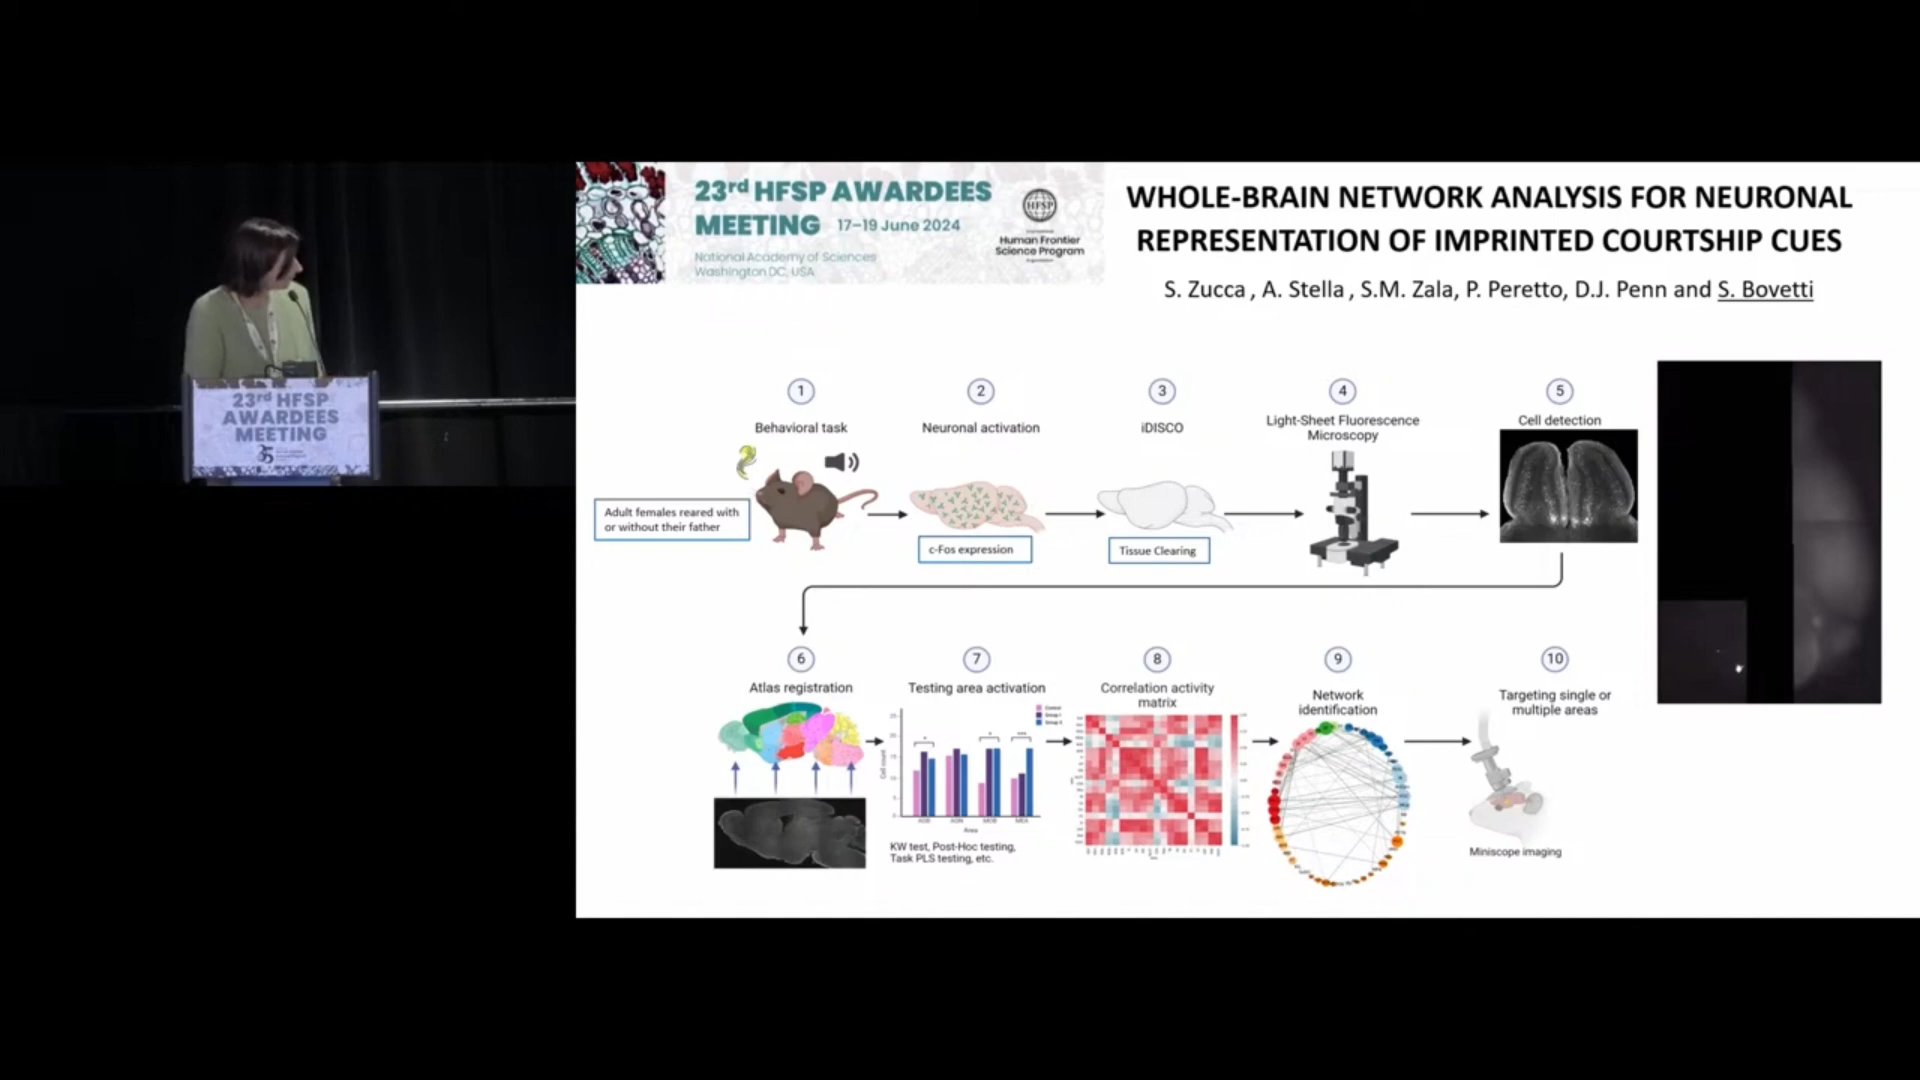 23rd HFSP AWARDEES
MEETING 17–19 June 2024
National Academy of Sciences
Washington DC, USA
HFSP
Human Frontier
Science Program
WHOLE-BRAIN NETWORK ANALYSIS FOR NEURONAL
REPRESENTATION OF IMPRINTED COURTSHIP CUES
S. Zucca , A. Stella , S.M. Zala, P. Peretto, D.J. Penn and S. Bovetti
23rd HFSP
AWARDEES
MEETING
35
1
Behavioral task
Adult females reared with
or without their father
2
Neuronal activation
c-Fos expression
3
iDISCO
Tissue Clearing
4
Light-Sheet Fluorescence
Microscopy
5
Cell detection
6
Atlas registration
7
Testing area activation
Cell count
Area
KW test, Post-Hoc testing,
Task PLS testing, etc.
8
Correlation activity
matrix
9
Network
identification
10
Targeting single or
multiple areas
Miniscope imaging